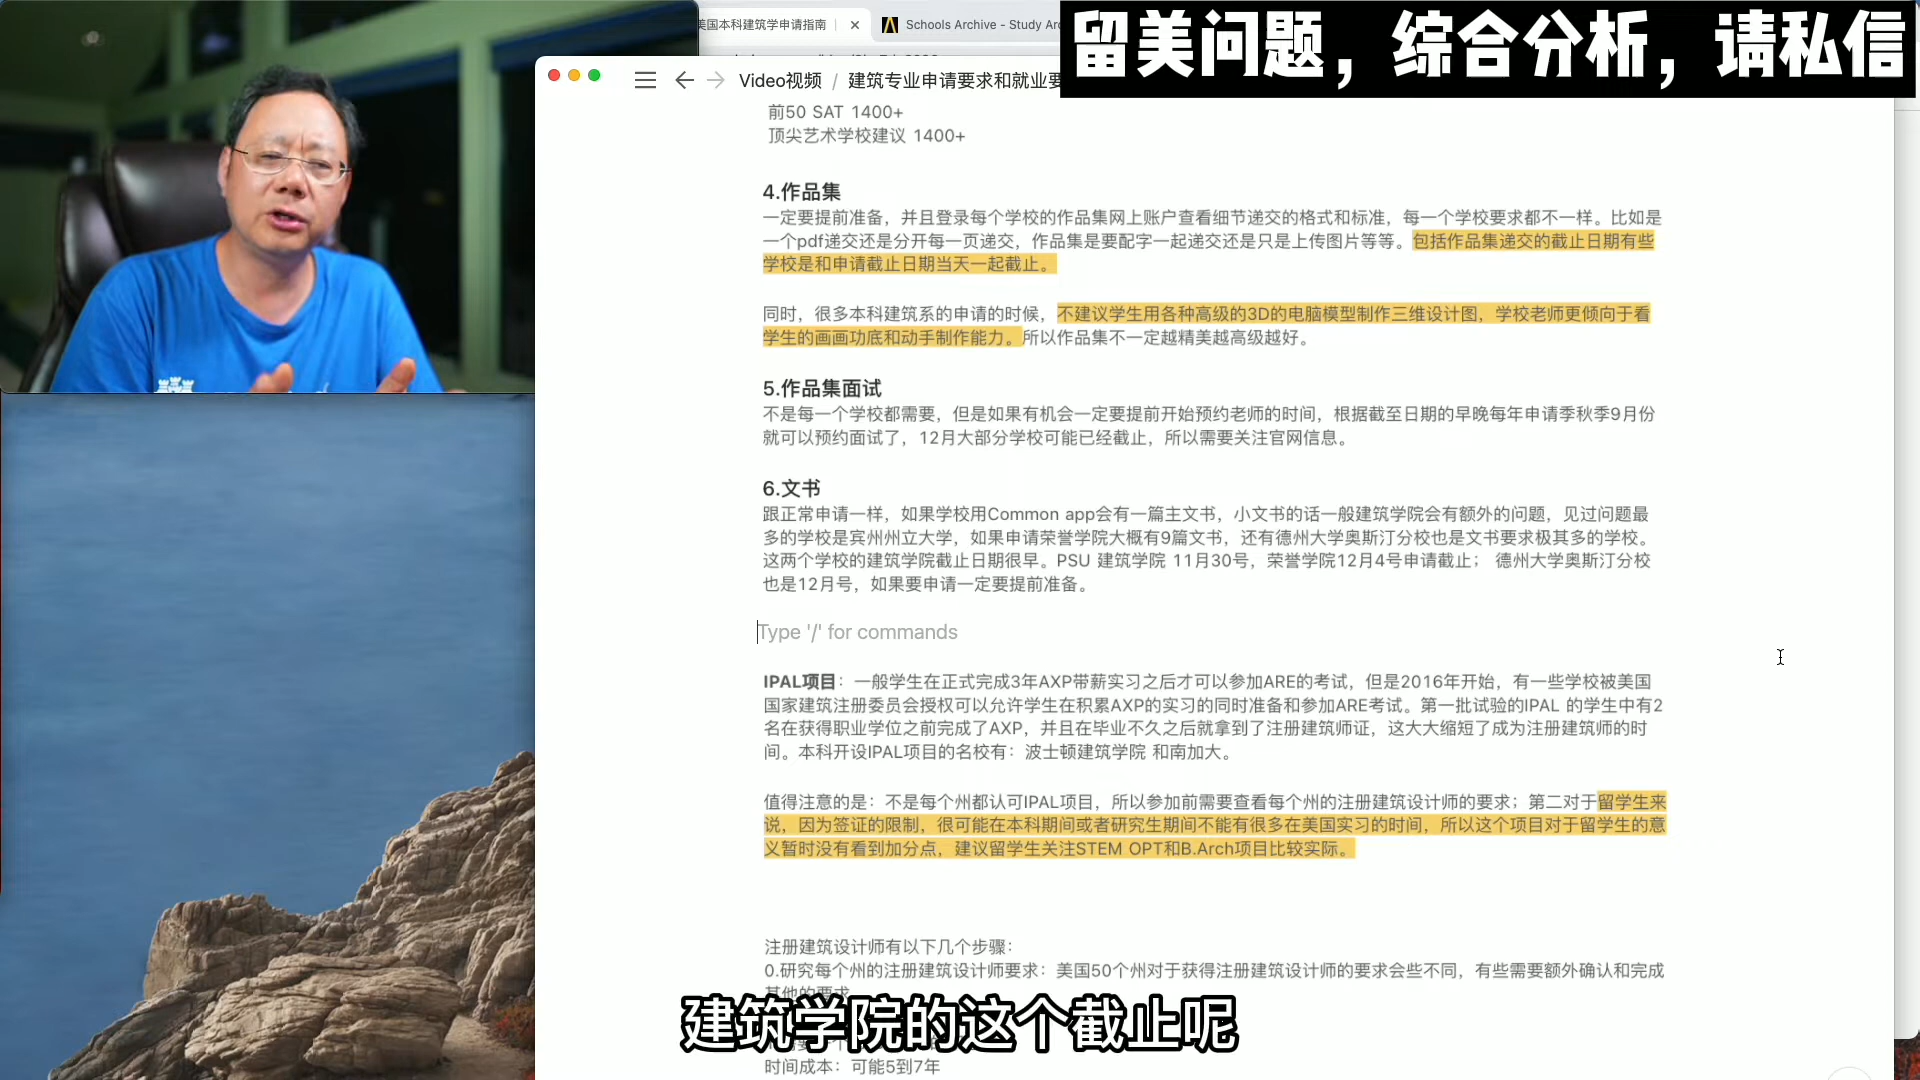 美国本科建筑学申请指南
Schools Archive - Study Ar
留美问题，综合分析，请私信
Video视频 / 建筑专业申请要求和就业要
前50 SAT 1400+
顶尖艺术学校建议 1400+
4.作品集
一定要提前准备，并且登录每个学校的作品集网上账户查看细节递交的格式和标准，每一个学校要求都不一样。比如是
一个pdf递交还是分开每一页递交，作品集是要配字一起递交还是只是上传图片等等。包括作品集递交的截止日期有些
学校是和申请截止日期当天一起截止。
同时，很多本科建筑系的申请的时候，不建议学生用各种高级的3D的电脑模型制作三维设计图，学校老师更倾向于看
学生的画画功底和动手制作能力。所以作品集不一定越精美越高级越好。
5.作品集面试
不是每一个学校都需要，但是如果有机会一定要提前开始预约老师的时间，根据截至日期的早晚每年申请季秋季9月份
就可以预约面试了，12月大部分学校可能已经截止，所以需要关注官网信息。
6.文书
跟正常申请一样，如果学校用Common app会有一篇主文书，小文书的话一般建筑学院会有额外的问题，见过问题最
多的学校是宾州州立大学，如果申请荣誉学院大概有9篇文书，还有德州大学奥斯汀分校也是文书要求极其多的学校。
这两个学校的建筑学院截止日期很早。PSU 建筑学院 11月30号，荣誉学院12月4号申请截止； 德州大学奥斯汀分校
也是12月号，如果要申请一定要提前准备。
Type '/' for commands
IPAL项目：一般学生在正式完成3年AXP带薪实习之后才可以参加ARE的考试，但是2016年开始，有一些学校被美国
国家建筑注册委员会授权可以允许学生在积累AXP的实习的同时准备和参加ARE考试。第一批试验的IPAL 的学生中有2
名在获得职业学位之前完成了AXP，并且在毕业不久之后就拿到了注册建筑师证，这大大缩短了成为注册建筑师的时
间。本科开设IPAL项目的名校有：波士顿建筑学院 和南加大。
值得注意的是：不是每个州都认可IPAL项目，所以参加前需要查看每个州的注册建筑设计师的要求；第二对于留学生来
说，因为签证的限制，很可能在本科期间或者研究生期间不能有很多在美国实习的时间，所以这个项目对于留学生的意
义暂时没有看到加分点，建议留学生关注STEM OPT和B.Arch项目比较实际。
注册建筑设计师有以下几个步骤：
0.研究每个州的注册建筑设计师要求：美国50个州对于获得注册建筑设计师的要求会些不同，有些需要额外确认和完成
其他的要求
建筑学院的这个截止呢
时间成本：可能5到7年